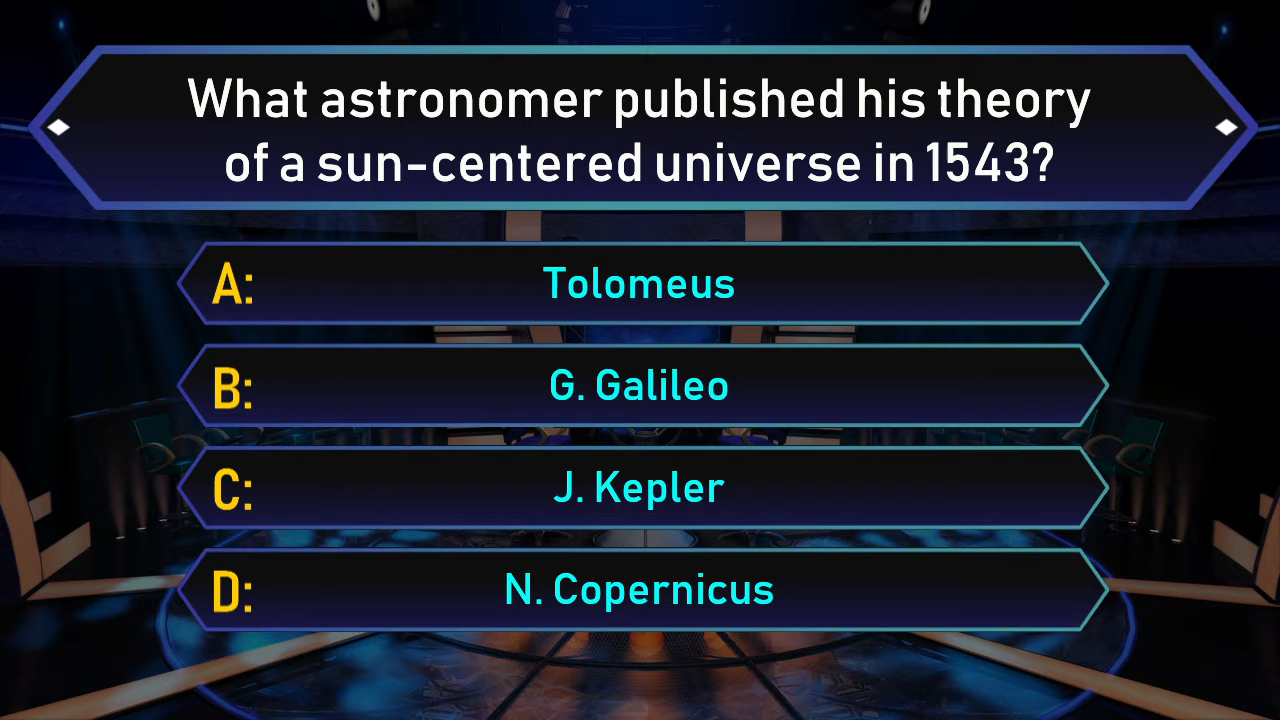 What astronomer published his theory
of a sun-centered universe in 1543?
A: Tolomeus
B: G. Galileo
C: J. Kepler
D: N. Copernicus